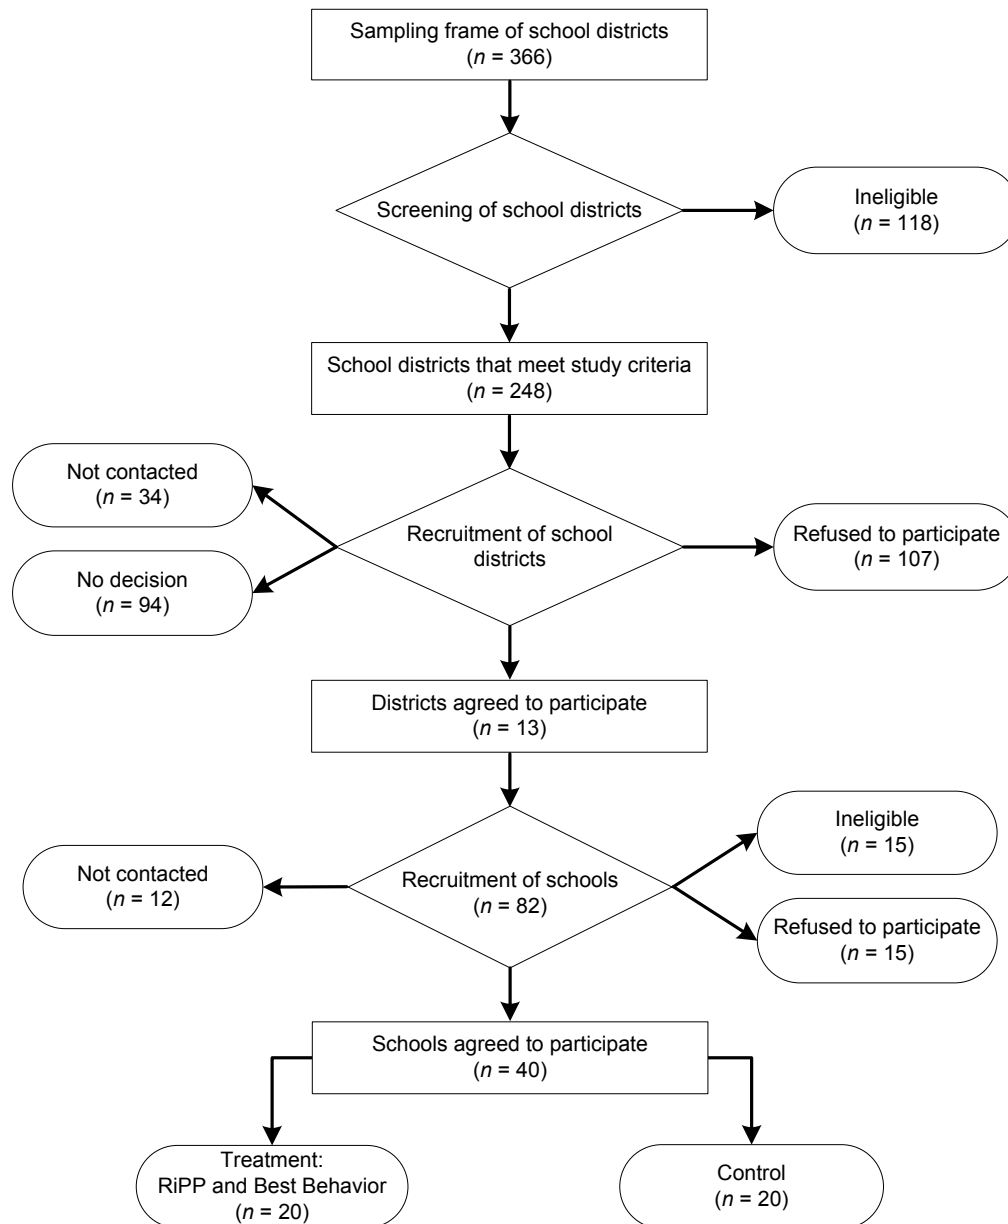 Sampling frame of school districts
(n = 366)
Screening of school districts
Ineligible
(n = 118)
School districts that meet study criteria
(n = 248)
Not contacted
(n = 34)
Recruitment of school
districts
Refused to participate
(n = 107)
No decision
(n = 94)
Districts agreed to participate
(n = 13)
Ineligible
(n = 15)
Not contacted
(n = 12)
Recruitment of schools
(n = 82)
Refused to participate
(n = 15)
Schools agreed to participate
(n = 40)
Treatment:
RiPP and Best Behavior
(n = 20)
Control
(n = 20)